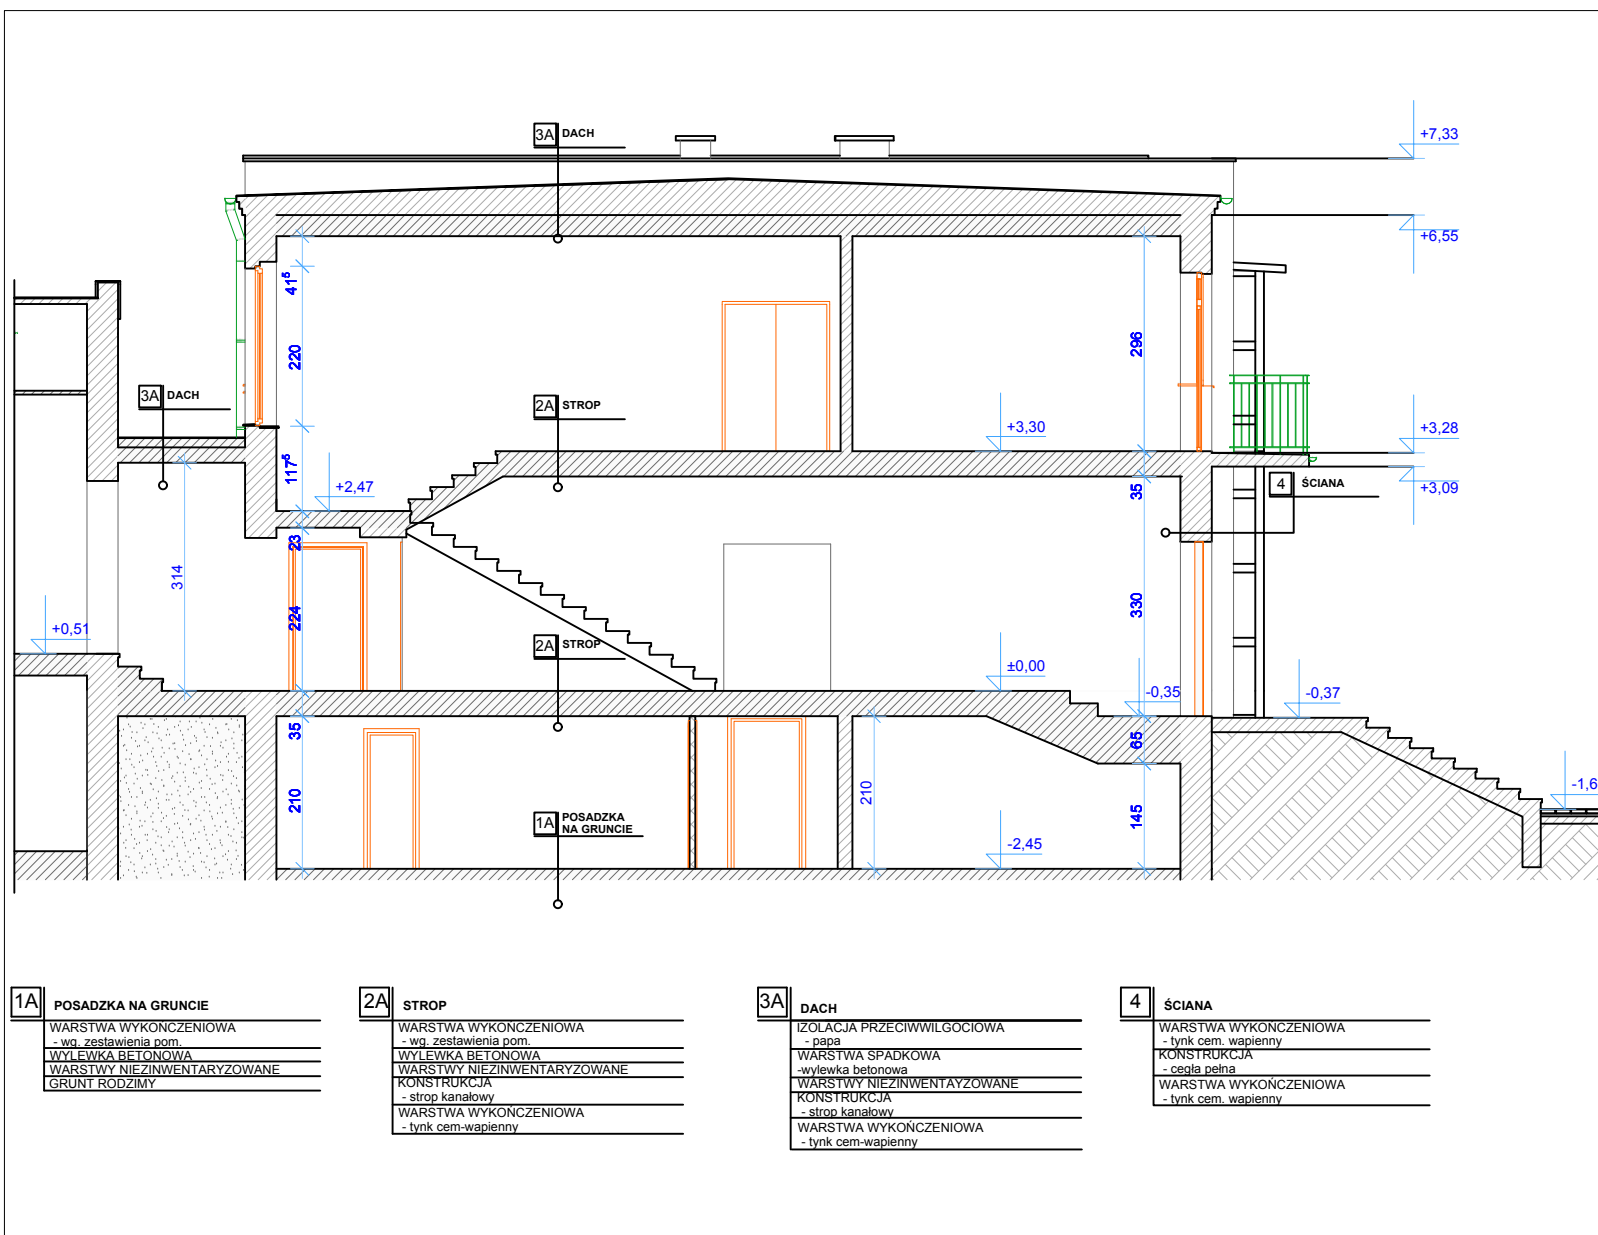 3A DACH
+7,33
+6,55
41⁵
220
296
3A DACH
2A STROP
+3,30
+3,28
117⁵
+2,47
35
4 ŚCIANA
+3,09
23
314
224
330
+0,51
2A STROP
±0,00
-0,35
-0,37
35
65
210
210
145
1A POSADZKA
NA GRUNCIE
-2,45
-1,6
1A POSADZKA NA GRUNCIE
WARSTWA WYKOŃCZENIOWA
- wg. zestawienia pom.
WYLEWKA BETONOWA
WARSTWY NIEZINWENTARYZOWANE
GRUNT RODZIMY
2A STROP
WARSTWA WYKOŃCZENIOWA
- wg. zestawienia pom.
WYLEWKA BETONOWA
WARSTWY NIEZINWENTARYZOWANE
KONSTRUKCJA
- strop kanałowy
WARSTWA WYKOŃCZENIOWA
- tynk cem-wapienny
3A DACH
IZOLACJA PRZECIWWILGOCIOWA
- papa
WARSTWA SPADKOWA
-wylewka betonowa
WARSTWY NIEZINWENTAYZOWANE
KONSTRUKCJA
- strop kanałowy
WARSTWA WYKOŃCZENIOWA
- tynk cem-wapienny
4 ŚCIANA
WARSTWA WYKOŃCZENIOWA
- tynk cem. wapienny
KONSTRUKCJA
- cegła pełna
WARSTWA WYKOŃCZENIOWA
- tynk cem. wapienny